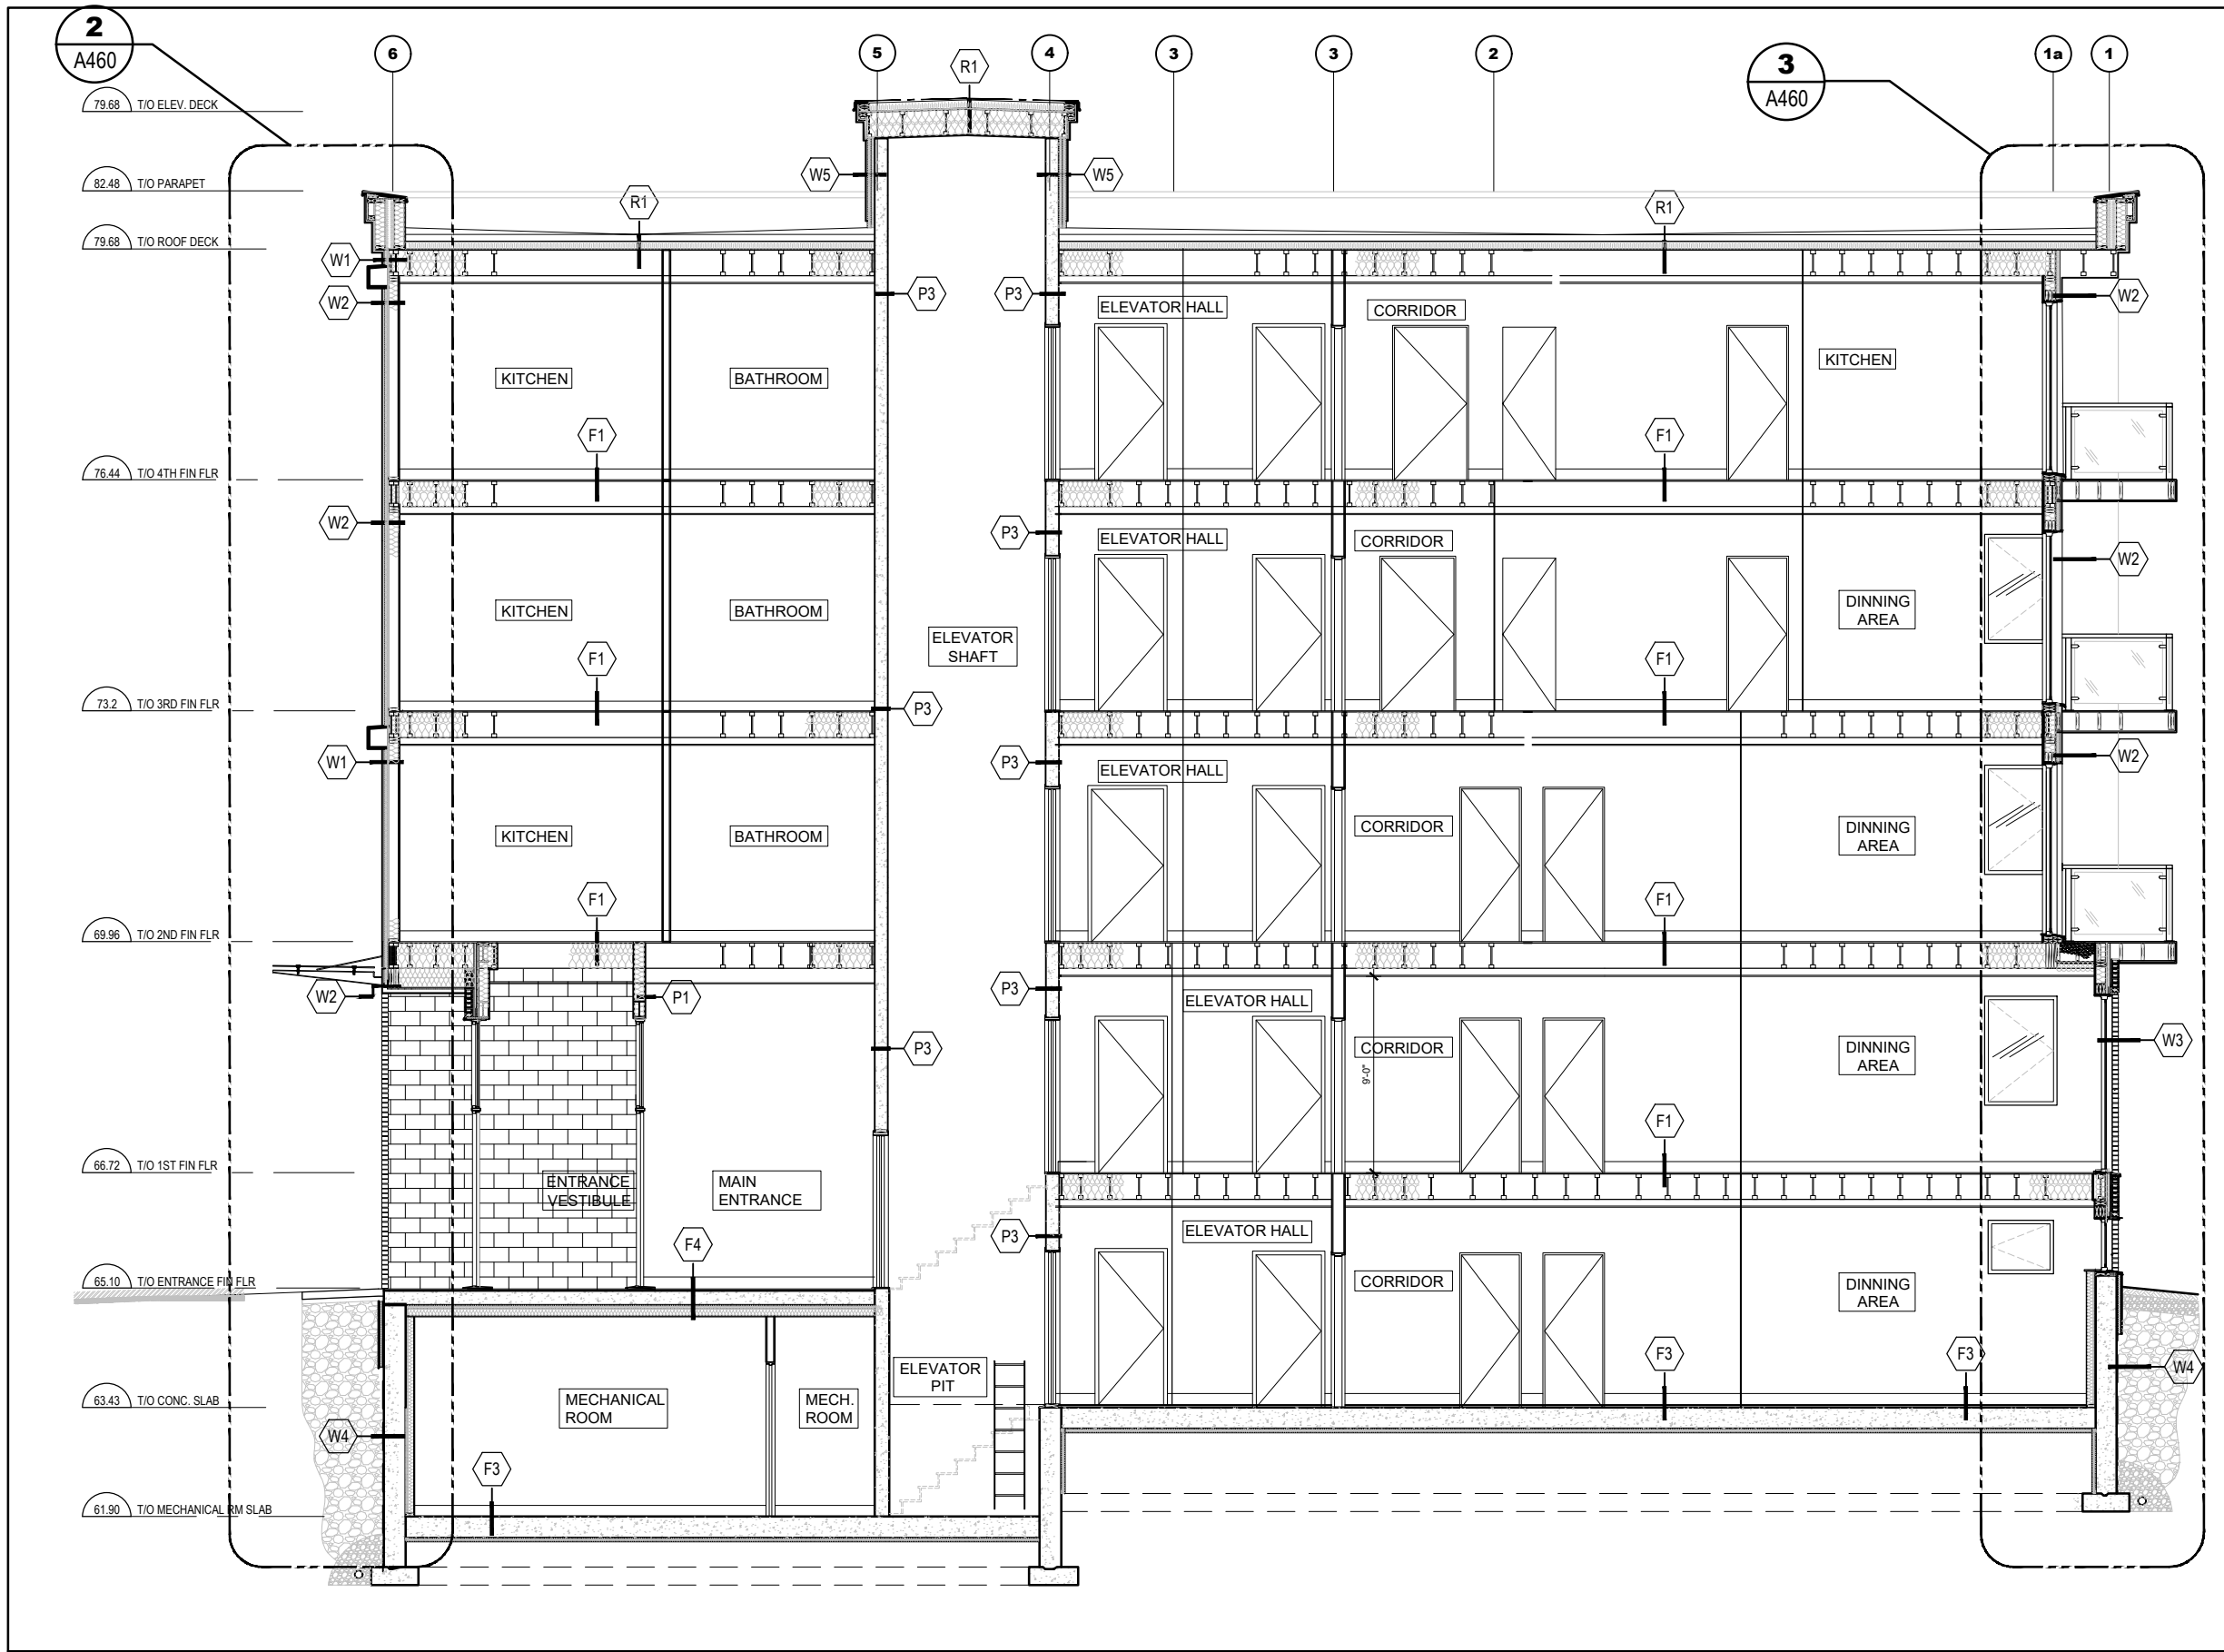 2
A460
6
5
4
3
3
2
1a
1
3
A460
R1
79.68 T/O ELEV. DECK
W5
W5
82.48 T/O PARAPET
R1
R1
79.68 T/O ROOF DECK
W1
W2
P3
P3
W2
ELEVATOR HALL
CORRIDOR
KITCHEN
BATHROOM
KITCHEN
F1
F1
76.44 T/O 4TH FIN FLR
W2
P3
ELEVATOR HALL
CORRIDOR
W2
KITCHEN
BATHROOM
DINNING
AREA
ELEVATOR
SHAFT
F1
F1
73.2 T/O 3RD FIN FLR
P3
W1
P3
W2
ELEVATOR HALL
KITCHEN
BATHROOM
CORRIDOR
DINNING
AREA
F1
F1
69.96 T/O 2ND FIN FLR
W2
P1
P3
ELEVATOR HALL
P3
CORRIDOR
DINNING
AREA
W3
9'-0"
F1
66.72 T/O 1ST FIN FLR
ENTRANCE
VESTIBULE
MAIN
ENTRANCE
F4
P3
ELEVATOR HALL
65.10 T/O ENTRANCE FIN FLR
CORRIDOR
DINNING
AREA
ELEVATOR
PIT
F3
F3
W4
63.43 T/O CONC. SLAB
MECHANICAL
ROOM
MECH.
ROOM
W4
F3
61.90 T/O MECHANICAL RM SLAB